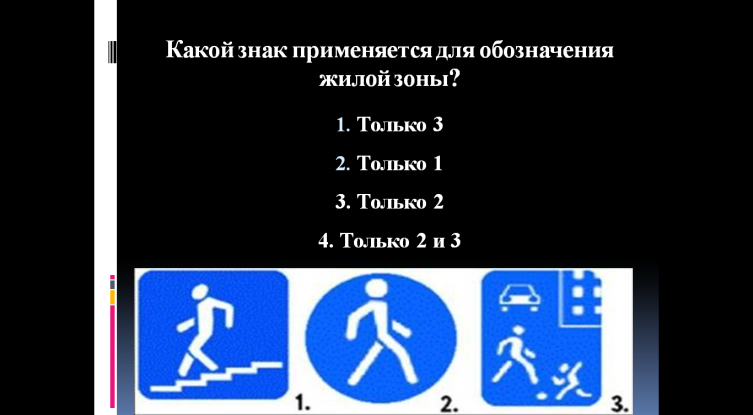 Какой знак применяется для обозначения
жилой зоны?
1. Только 3
2. Только 1
3. Только 2
4. Только 2 и 3
1. 2. 3.